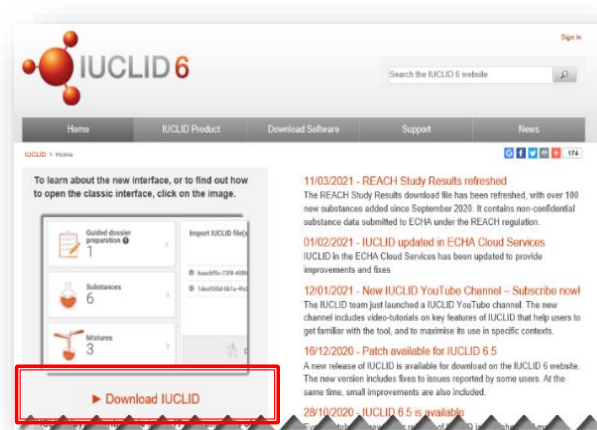 Sign in
IUCLID 6
Search the IUCLID 6 website
Home
IUCLID Product
Download Software
Support
News
IUCLID > Home
174
To learn about the new interface, or to find out how
to open the classic interface, click on the image.
Guided dossier
preparation
1
Import IUCLID file(s
Substances
6
Mixtures
3
▶ Download IUCLID
11/03/2021 - REACH Study Results refreshed
The REACH Study Results download file has been refreshed, with over 100
new substances added since September 2020. It contains non-confidential
substance data submitted to ECHA under the REACH regulation.
01/02/2021 - IUCLID updated in ECHA Cloud Services
IUCLID in the ECHA Cloud Services has been updated to provide
improvements and fixes
12/01/2021 - New IUCLID YouTube Channel – Subscribe now!
The IUCLID team just launched a IUCLID YouTube channel. The new
channel includes video-tutorials on key features of IUCLID that help users to
get familiar with the tool, and to maximise its use in specific contexts.
16/12/2020 - Patch available for IUCLID 6.5
A new release of IUCLID is available for download on the IUCLID 6 website.
The new version includes fixes to issues reported by some users. At the
same time, small improvements are also included.
28/10/2020 - IUCLID 6.5 is available